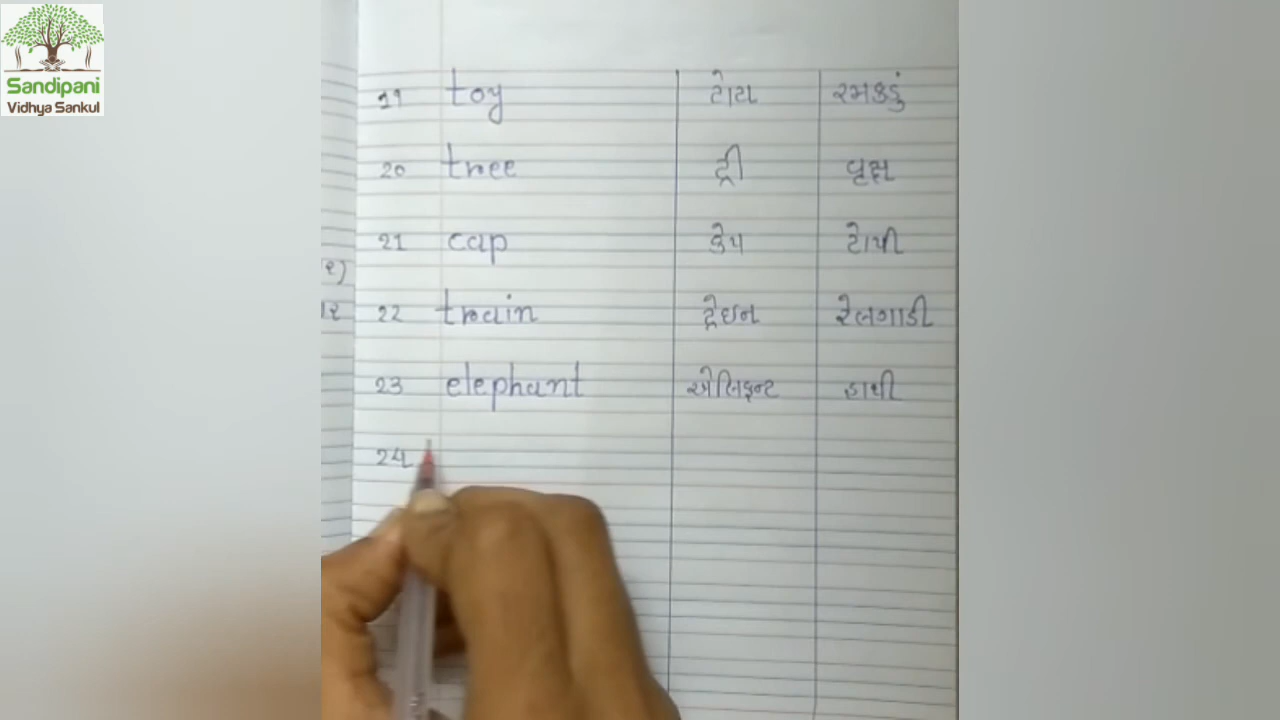 Sandipani
Vidhya Sankul
19 toy ટોય રમકડું
20 tree ટ્રી વૃક્ષ
21 cap કેપ ટોપી
22 train ટ્રેઇન રેલગાડી
23 elephant એલિફન્ટ હાથી
24